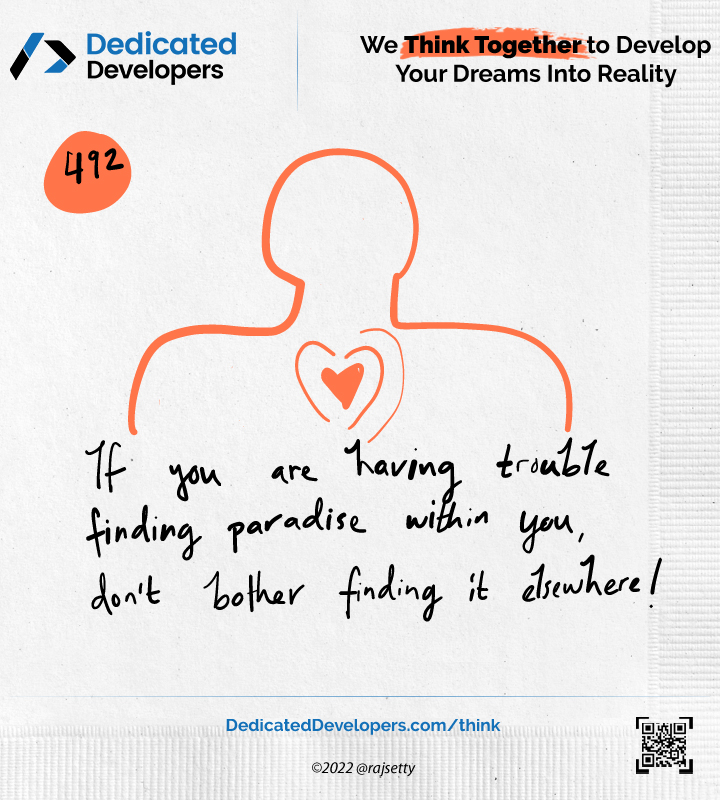 Dedicated
Developers
We Think Together to Develop
Your Dreams Into Reality
492
If you are having trouble
finding paradise within you,
don't bother finding it elsewhere!
DedicatedDevelopers.com/think
©2022 @rajsetty